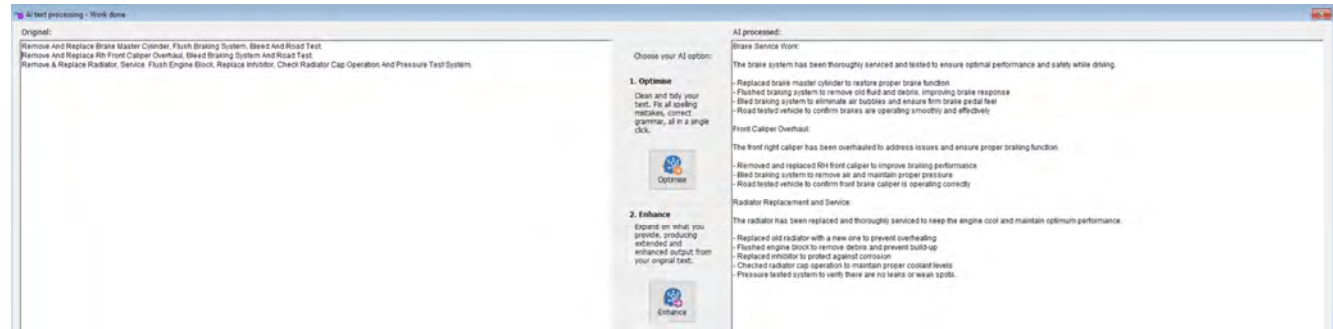 AI text processing - Work done
Original:
Remove And Replace Brake Master Cylinder, Flush Braking System, Bleed And Road Test.
Remove And Replace Rh Front Caliper Overhaul, Bleed Braking System And Road Test.
Remove & Replace Radiator, Service. Flush Engine Block, Replace Inhibitor, Check Radiator Cap Operation And Pressure Test System.
Choose your AI option:
1. Optimise
Clean and tidy your
text. Fix all spelling
mistakes, correct
grammar, all in a single
click.
Optimise
2. Enhance
Expand on what you
provide, producing
extended and
enhanced output from
your original text.
Enhance
AI processed:
Brake Service Work:
The brake system has been thoroughly serviced and tested to ensure optimal performance and safety while driving.
- Replaced brake master cylinder to restore proper brake function
- Flushed braking system to remove old fluid and debris, improving brake response
- Bled braking system to eliminate air bubbles and ensure firm brake pedal feel
- Road tested vehicle to confirm brakes are operating smoothly and effectively
Front Caliper Overhaul:
The front right caliper has been overhauled to address issues and ensure proper braking function.
- Removed and replaced RH front caliper to improve braking performance
- Bled braking system to remove air and maintain proper pressure
- Road tested vehicle to confirm front brake caliper is operating correctly
Radiator Replacement and Service:
The radiator has been replaced and thoroughly serviced to keep the engine cool and maintain optimum performance.
- Replaced old radiator with a new one to prevent overheating
- Flushed engine block to remove debris and prevent build-up
- Replaced inhibitor to protect against corrosion
- Checked radiator cap operation to maintain proper coolant levels
- Pressure tested system to verify there are no leaks or weak spots.